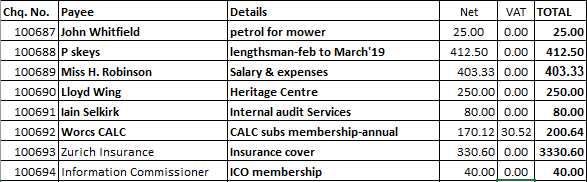 Chq. No. Payee Details Net VAT TOTAL
100687 John Whitfield petrol for mower 25.00 0.00 25.00
100688 P skeys lengthsman-feb to March'19 412.50 0.00 412.50
100689 Miss H. Robinson Salary & expenses 403.33 0.00 403.33
100690 Lloyd Wing Heritage Centre 250.00 0.00 250.00
100691 Iain Selkirk Internal audit Services 80.00 0.00 80.00
100692 Worcs CALC CALC subs membership-annual 170.12 30.52 200.64
100693 Zurich Insurance Insurance cover 330.60 0.00 3330.60
100694 Information Commissioner ICO membership 40.00 0.00 40.00